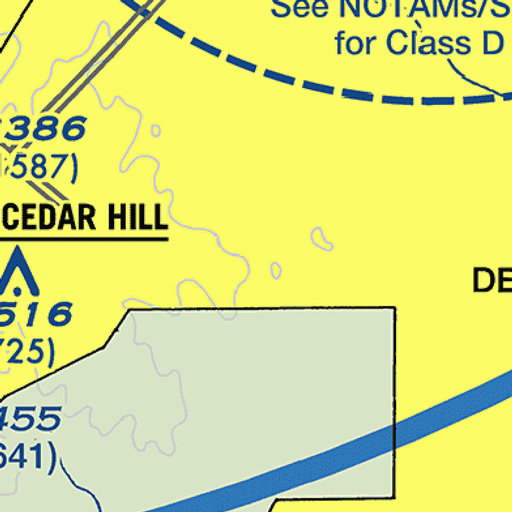 See NOTAMs/S
for Class D
386
587)
CEDAR HILL
516
725)
DE
455
641)